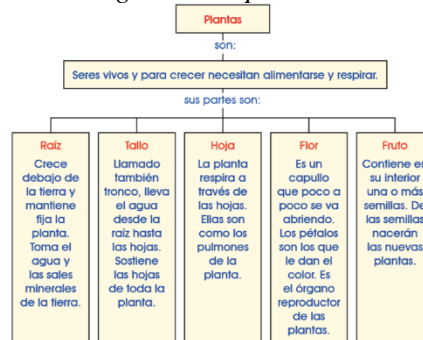 Plantas
son:
Seres vivos y para crecer necesitan alimentarse y respirar.
sus partes son:
Raíz
Crece
debajo de
la tierra y
mantiene
fija la
planta.
Toma el
agua y
las sales
minerales
de la tierra.
Tallo
Llamado
también
tronco, lleva
el agua
desde la
raíz hasta
las hojas.
Sostiene
las hojas
de toda la
planta.
Hoja
La planta
respira a
través de
las hojas.
Ellas son
como los
pulmones
de la
planta.
Flor
Es un
capullo
que poco a
poco se va
abriendo.
Los pétalos
son los que
le dan el
color. Es
el órgano
reproductor
de las
plantas.
Fruto
Contiene en
su interior
una o más
semillas. De
las semillas
nacerán
las nuevas
plantas.